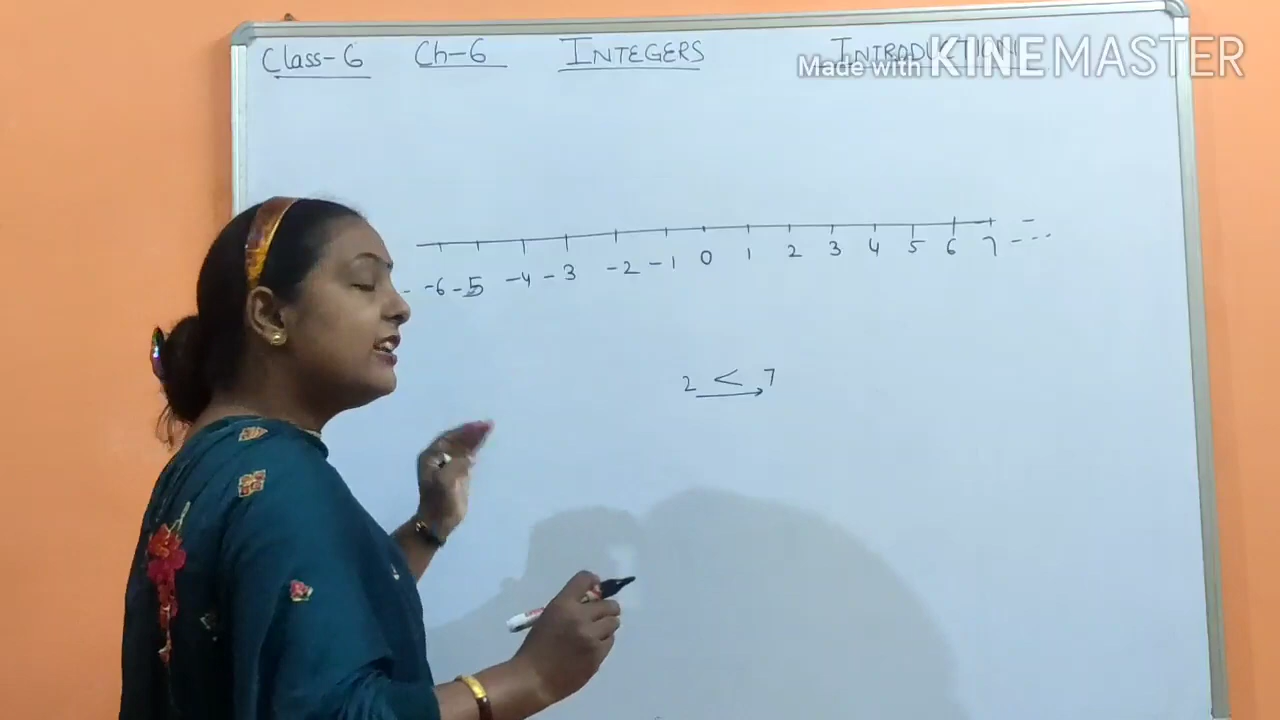 Class-6 Ch-6 INTEGERS INTRODUCTION
Made with KINEMASTER
- -6 -5 -4 -3 -2 -1 0 1 2 3 4 5 6 7 ----
2 < 7